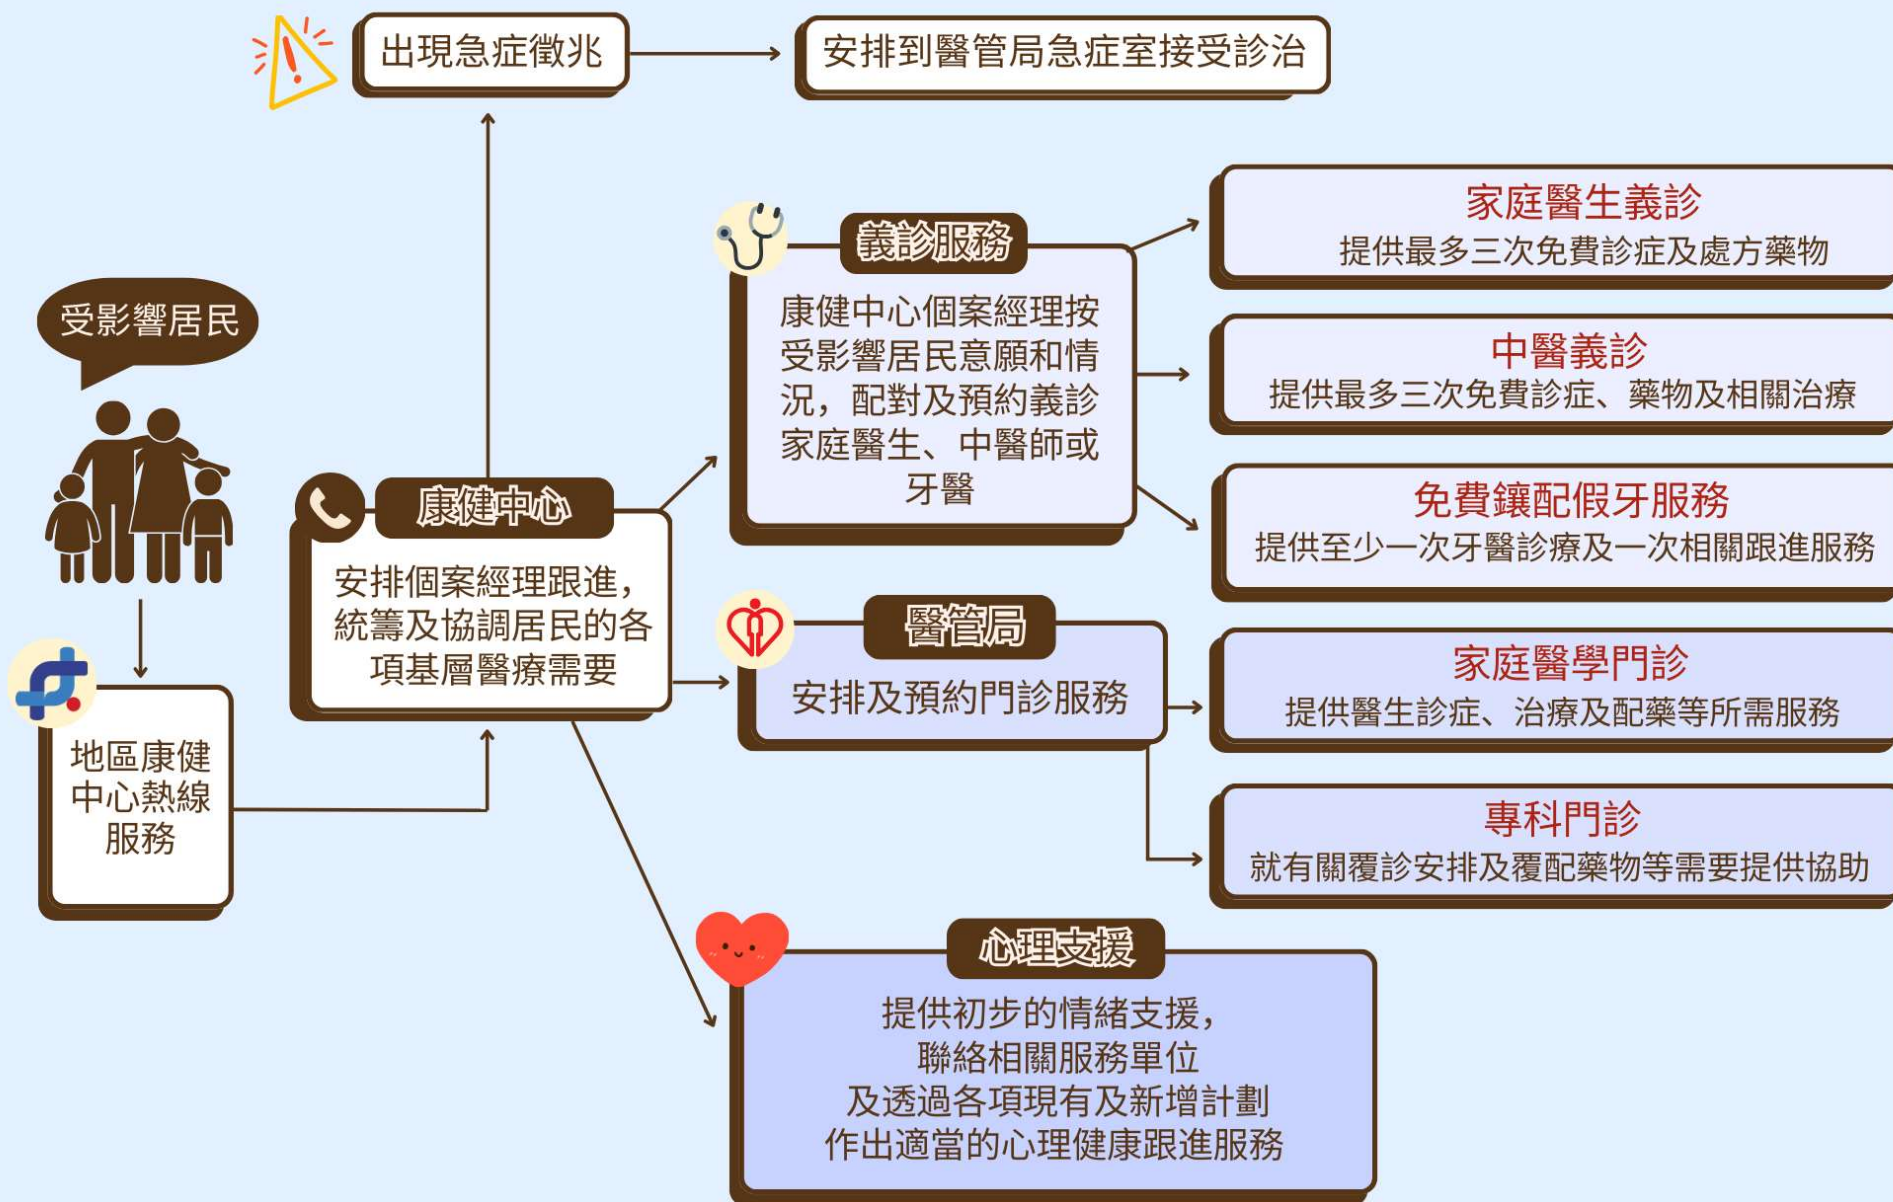 出現急症徵兆
安排到醫管局急症室接受診治
受影響居民
地區康健
中心熱線
服務
康健中心
安排個案經理跟進，
統籌及協調居民的各
項基層醫療需要
義診服務
康健中心個案經理按
受影響居民意願和情
況，配對及預約義診
家庭醫生、中醫師或
牙醫
家庭醫生義診
提供最多三次免費診症及處方藥物
中醫義診
提供最多三次免費診症、藥物及相關治療
免費鑲配假牙服務
提供至少一次牙醫診療及一次相關跟進服務
醫管局
安排及預約門診服務
家庭醫學門診
提供醫生診症、治療及配藥等所需服務
專科門診
就有關覆診安排及覆配藥物等需要提供協助
心理支援
提供初步的情緒支援，
聯絡相關服務單位
及透過各項現有及新增計劃
作出適當的心理健康跟進服務